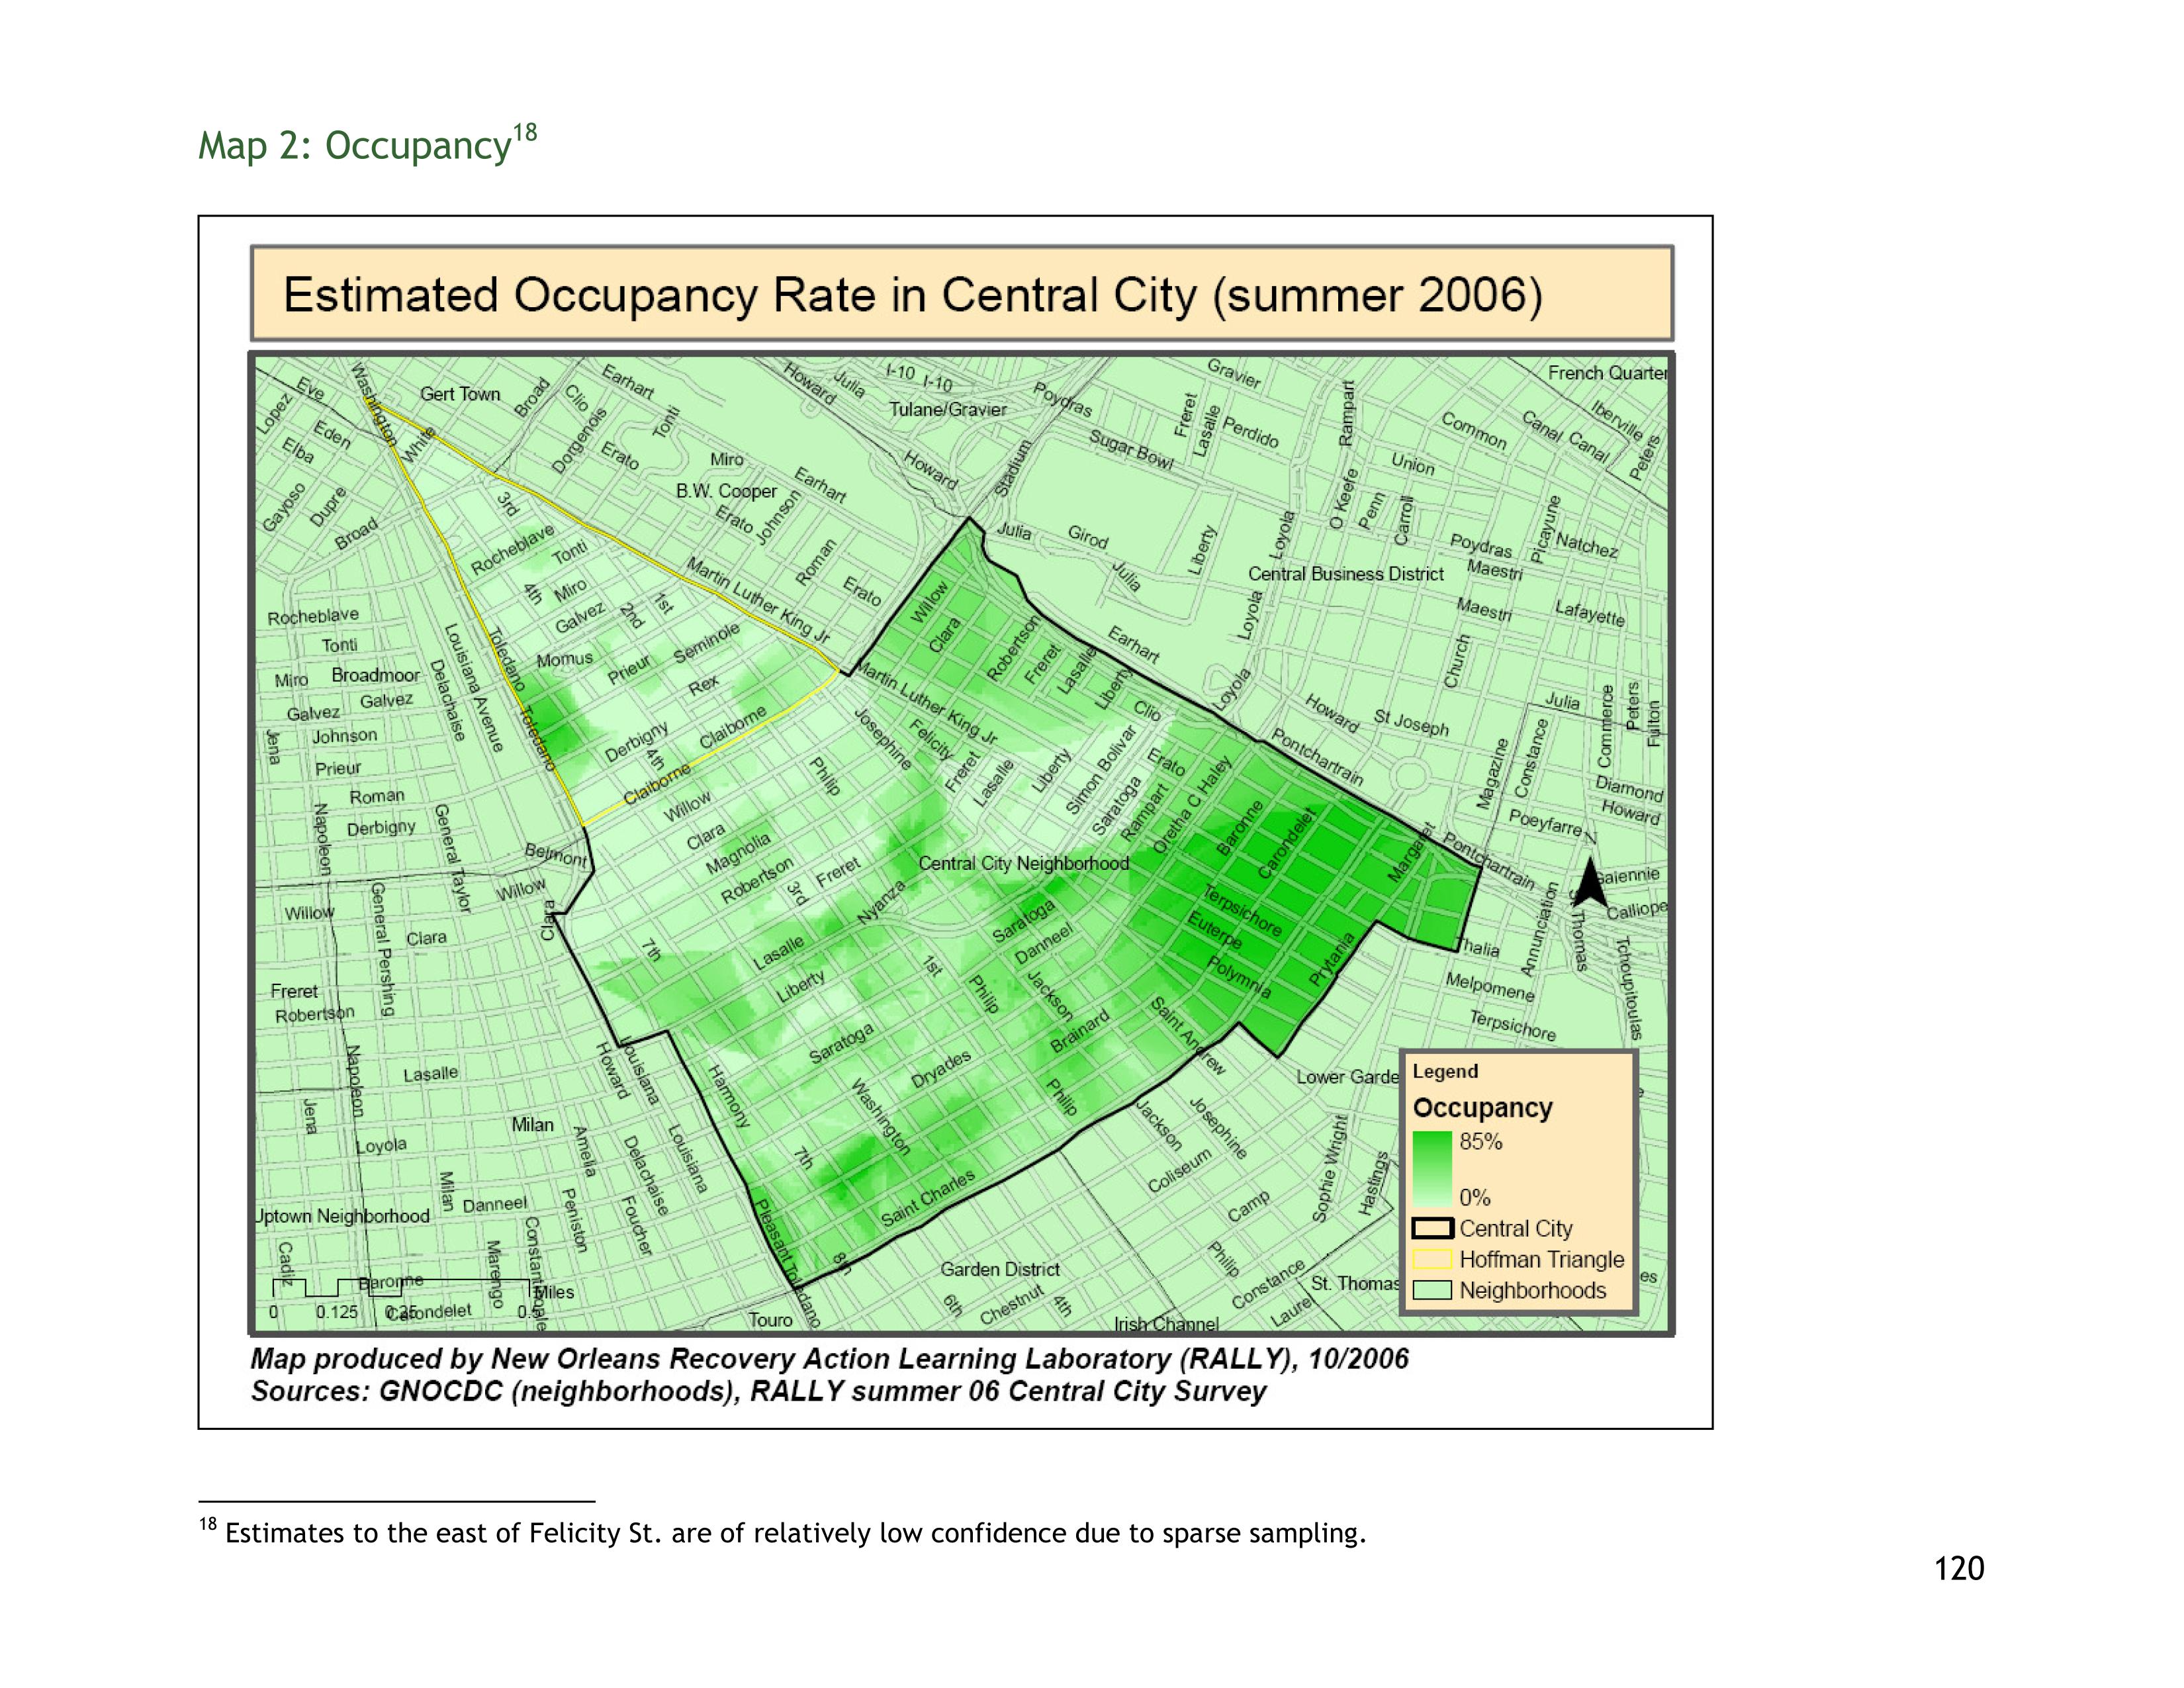 Map 2: Occupancy18
Estimated Occupancy Rate in Central City (summer 2006)
Washington
Eve
Lopez
Gert Town
Broad
Clio
Earhart
Howard
Julia
I-10 I-10
Tulane/Gravier
Poydras
Gravier
Rampart
French Quarter
Iberville
Peters
Eden
Elba
White
Dorgenois
Tonti
Erato
Miro
Freret
Lasalle
Perdido
Common
Canal Canal
Sugar Bowl
Union
Howard
Stadium
Earhart
B.W. Cooper
Erato
Johnson
Gayoso
Dupre
Broad
3rd
O Keefe
Penn
Carroll
Picayune
Natchez
Julia
Girod
Julia
Liberty
Loyola
Poydras
Maestri
Central Business District
Rocheblave
Tonti
Roman
Martin Luther King Jr
Erato
4th
Miro
Galvez
2nd
1st
Willow
Clara
Maestri
Lafayette
Loyola
Rocheblave
Tonti
Louisiana Avenue
Toledano
Momus
Prieur
Seminole
Robertson
Freret
Lasalle
Liberty
Earhart
Church
Miro
Broadmoor
Galvez
Delachaise
Rex
Martin Luther King Jr
Clio
Loyola
Howard
St Joseph
Julia
Commerce
Peters
Fulton
Galvez
Johnson
Jena
Toledano
Derbigny
Claiborne
Josephine
Felicity
Pontchartrain
Magazine
Constance
Prieur
4th
Claiborne
Philip
Freret
Lasalle
Liberty
Simon Bolivar
Erato
Saratoga
Rampart
Oretha C Haley
Diamond
Howard
Roman
Napoleon
Derbigny
General Taylor
Willow
Clara
Magnolia
Baronne
Carondelet
Margaret
Poeyfarre
N
Belmont
Robertson
Freret
3rd
Central City Neighborhood
Pontchartrain
Gaiennie
Willow
Willow
Clara
Nyanza
Terpsichore
Annunciation
St Thomas
Calliope
General Pershing
Clara
7th
Lasalle
Saratoga
Danneel
Euterpe
Prytania
Thalia
Tchoupitoulas
Freret
Robertson
Liberty
1st
Philip
Jackson
Polymnia
Melpomene
Saint Andrew
Terpsichore
Napoleon
Lasalle
Howard
Louisiana
Saratoga
Brainard
Dryades
Harmony
Washington
Philip
Lower Garde
Jena
Milan
Loyola
Amelia
Delachaise
Louisiana
7th
Jackson
Josephine
Coliseum
Sophie Wright
Hastings
Milan
Danneel
Peniston
Foucher
Uptown Neighborhood
Constantinople
Pleasant
Toledano
Saint Charles
Camp
Cadiz
Marengo
8th
Garden District
Philip
Constance
St. Thomas
Baronne
Carondelet
Miles
0 0.125 0.25 0.5
Touro
6th
Chestnut
4th
Irish Channel
Laurel
es
Legend
Occupancy
85%
0%
Central City
Hoffman Triangle
Neighborhoods
Map produced by New Orleans Recovery Action Learning Laboratory (RALLY), 10/2006
Sources: GNOCDC (neighborhoods), RALLY summer 06 Central City Survey
18 Estimates to the east of Felicity St. are of relatively low confidence due to sparse sampling.
120